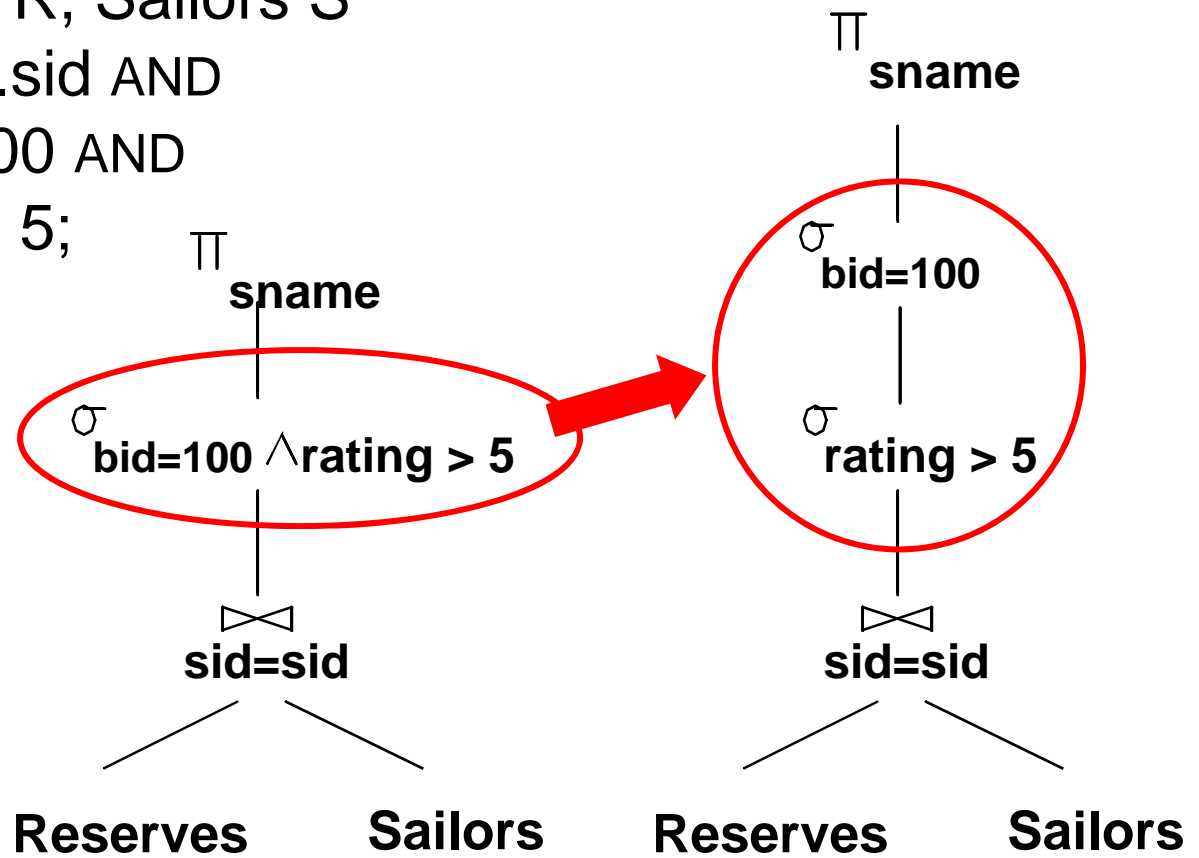 R, Sailors S
.sid AND
00 AND
5;
π
sname
σ
bid=100 ∧ rating > 5
⋈
sid=sid
Reserves Sailors
π
sname
σ
bid=100
σ
rating > 5
⋈
sid=sid
Reserves Sailors